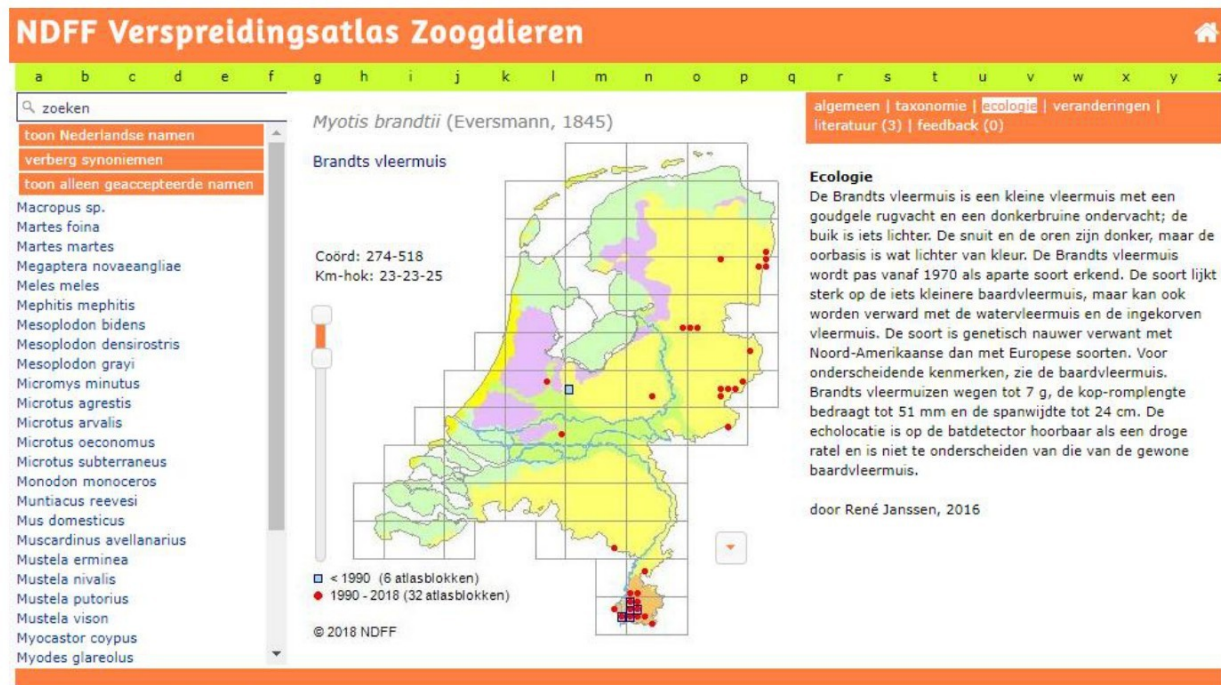 NDFF Verspreidingsatlas Zoogdieren
a b c d e f g h i j k l m n o p q r s t u v w x y z
zoeken
toon Nederlandse namen
verberg synoniemen
toon alleen geaccepteerde namen
Macropus sp.
Martes foina
Martes martes
Megaptera novaeangliae
Meles meles
Mephitis mephitis
Mesoplodon bidens
Mesoplodon densirostris
Mesoplodon grayi
Micromys minutus
Microtus agrestis
Microtus arvalis
Microtus oeconomus
Microtus subterraneus
Monodon monoceros
Muntiacus reevesi
Mus domesticus
Muscardinus avellanarius
Mustela erminea
Mustela nivalis
Mustela putorius
Mustela vison
Myocastor coypus
Myodes glareolus
Myotis brandtii (Eversmann, 1845)
Brandts vleermuis
Coörd: 274-518
Km-hok: 23-23-25
< 1990 (6 atlasblokken)
1990 - 2018 (32 atlasblokken)
© 2018 NDFF
algemeen | taxonomie | ecologie | veranderingen |
literatuur (3) | feedback (0)
Ecologie
De Brandts vleermuis is een kleine vleermuis met een
goudgele rugvacht en een donkerbruine ondervacht; de
buik is iets lichter. De snuit en de oren zijn donker, maar de
oorbasis is wat lichter van kleur. De Brandts vleermuis
wordt pas vanaf 1970 als aparte soort erkend. De soort lijkt
sterk op de iets kleinere baardvleermuis, maar kan ook
worden verward met de watervleermuis en de ingekorven
vleermuis. De soort is genetisch nauwer verwant met
Noord-Amerikaanse dan met Europese soorten. Voor
onderscheidende kenmerken, zie de baardvleermuis.
Brandts vleermuizen wegen tot 7 g, de kop-romplengte
bedraagt tot 51 mm en de spanwijdte tot 24 cm. De
echolocatie is op de batdetector hoorbaar als een droge
ratel en is niet te onderscheiden van die van de gewone
baardvleermuis.
door René Janssen, 2016